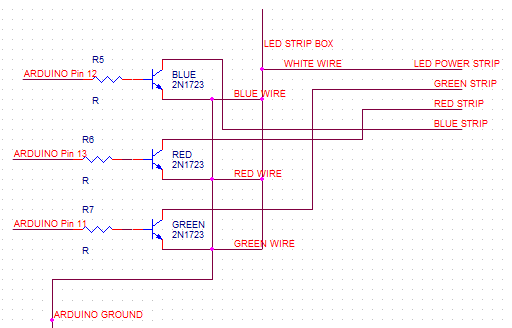 LED STRIP BOX
R5
WHITE WIRE
LED POWER STRIP
ARDUINO Pin 12
BLUE
2N1723
GREEN STRIP
R
BLUE WIRE
RED STRIP
BLUE STRIP
R6
ARDUINO Pin 13
RED
2N1723
R
RED WIRE
R7
ARDUINO Pin 11
GREEN
2N1723
R
GREEN WIRE
ARDUINO GROUND